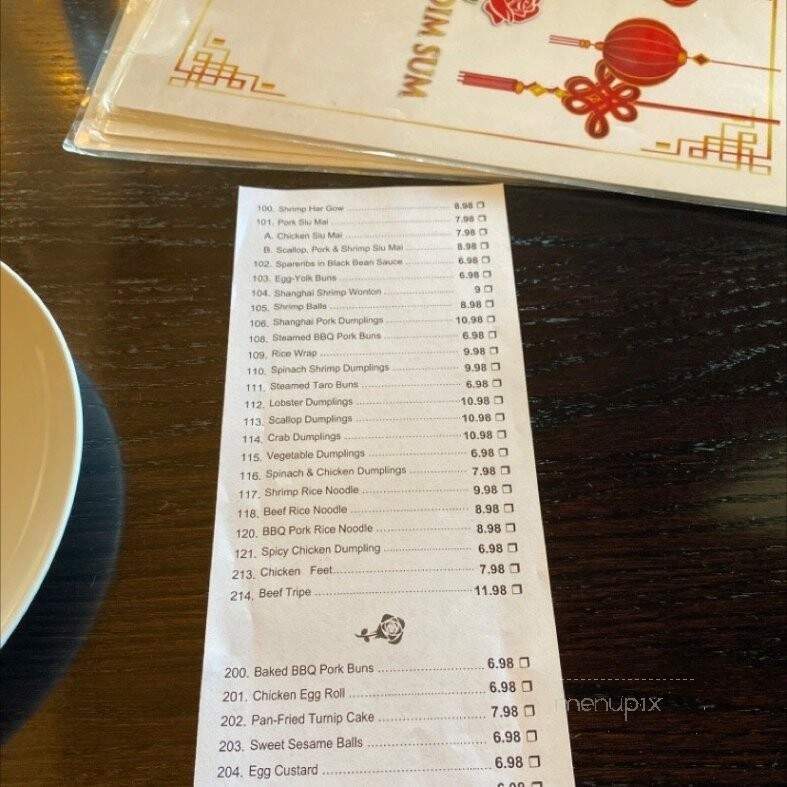 DIM SUM
100. Shrimp Har Gow 8.98
101. Pork Siu Mai 7.98
A. Chicken Siu Mai 7.98
B. Scallop, Pork & Shrimp Siu Mai 8.98
102. Spareribs in Black Bean Sauce 6.98
103. Egg-Yolk Buns 6.98
104. Shanghai Shrimp Wonton 9
105. Shrimp Balls 8.98
106. Shanghai Pork Dumplings 10.98
108. Steamed BBQ Pork Buns 6.98
109. Rice Wrap 9.98
110. Spinach Shrimp Dumplings 9.98
111. Steamed Taro Buns 6.98
112. Lobster Dumplings 10.98
113. Scallop Dumplings 10.98
114. Crab Dumplings 10.98
115. Vegetable Dumplings 6.98
116. Spinach & Chicken Dumplings 7.98
117. Shrimp Rice Noodle 9.98
118. Beef Rice Noodle 8.98
120. BBQ Pork Rice Noodle 8.98
121. Spicy Chicken Dumpling 6.98
213. Chicken Feet 7.98
214. Beef Tripe 11.98
200. Baked BBQ Pork Buns 6.98
201. Chicken Egg Roll 6.98
202. Pan-Fried Turnip Cake 7.98
203. Sweet Sesame Balls 6.98
204. Egg Custard 6.98
menupix